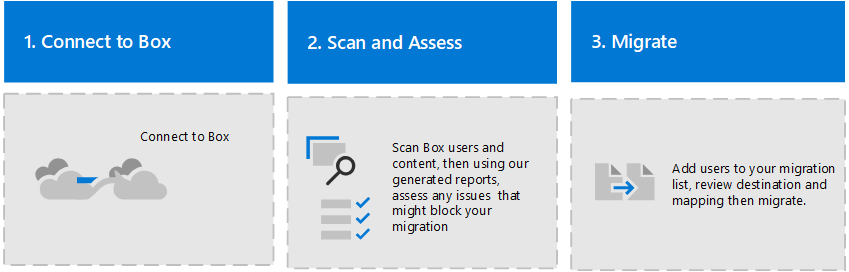 1. Connect to Box
2. Scan and Assess
3. Migrate
Connect to Box
Scan Box users and
content, then using our
generated reports,
assess any issues  that
might block your
migration
Add users to your migration
list, review destination and
mapping then migrate.